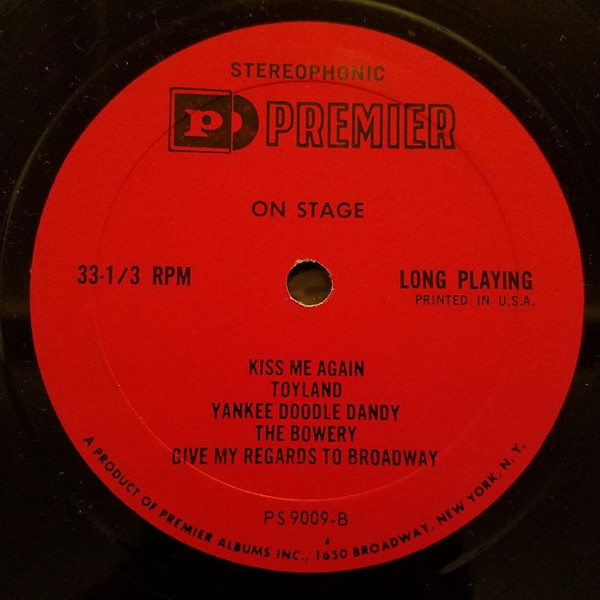 STEREOPHONIC
P PREMIER
ON STAGE
33-1/3 RPM
LONG PLAYING
PRINTED IN U.S.A.
KISS ME AGAIN
TOYLAND
YANKEE DOODLE DANDY
THE BOWERY
GIVE MY REGARDS TO BROADWAY
PS 9009-B
A PRODUCT OF PREMIER ALBUMS INC., 1650 BROADWAY, NEW YORK, N. Y.